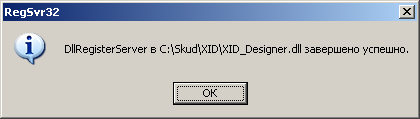 RegSvr32
DllRegisterServer в C:\Skud\XID\XID_Designer.dll завершено успешно.
OK